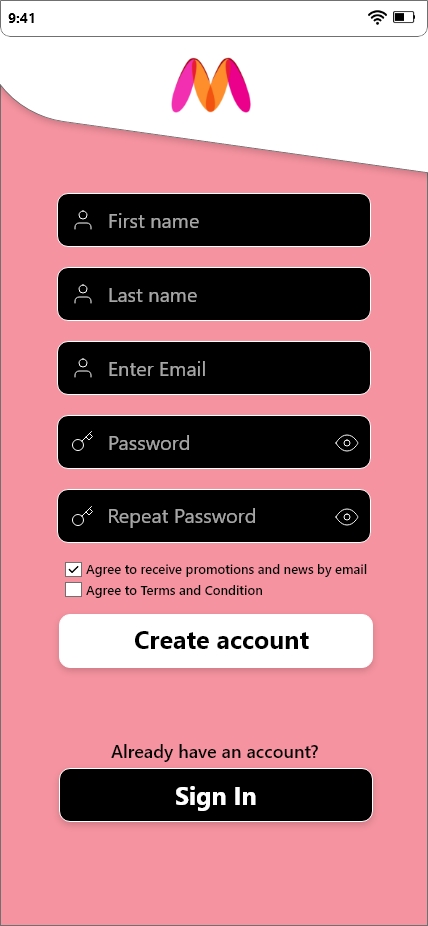 9:41
First name
Last name
Enter Email
Password
Repeat Password
Agree to receive promotions and news by email
Agree to Terms and Condition
Create account
Already have an account?
Sign In